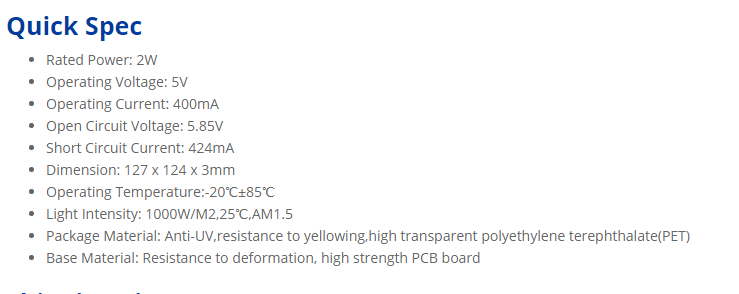 Quick Spec
Rated Power: 2W
Operating Voltage: 5V
Operating Current: 400mA
Open Circuit Voltage: 5.85V
Short Circuit Current: 424mA
Dimension: 127 x 124 x 3mm
Operating Temperature:-20℃±85℃
Light Intensity: 1000W/M2,25℃,AM1.5
Package Material: Anti-UV,resistance to yellowing,high transparent polyethylene terephthalate(PET)
Base Material: Resistance to deformation, high strength PCB board